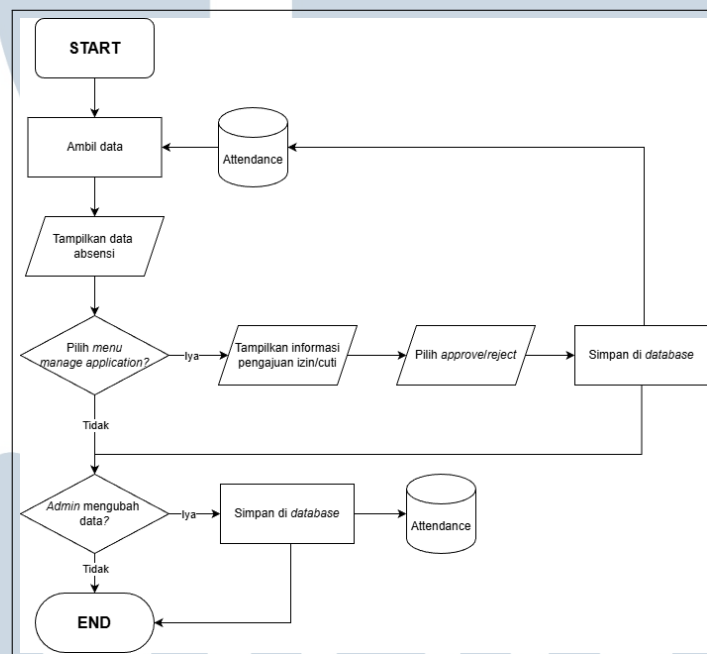 START
Ambil data
Attendance
Tampilkan data
absensi
Pilih menu
manage application?
Iya
Tampilkan informasi
pengajuan izin/cuti
Pilih approve/reject
Simpan di database
Tidak
Admin mengubah
data?
Iya
Simpan di database
Attendance
Tidak
END